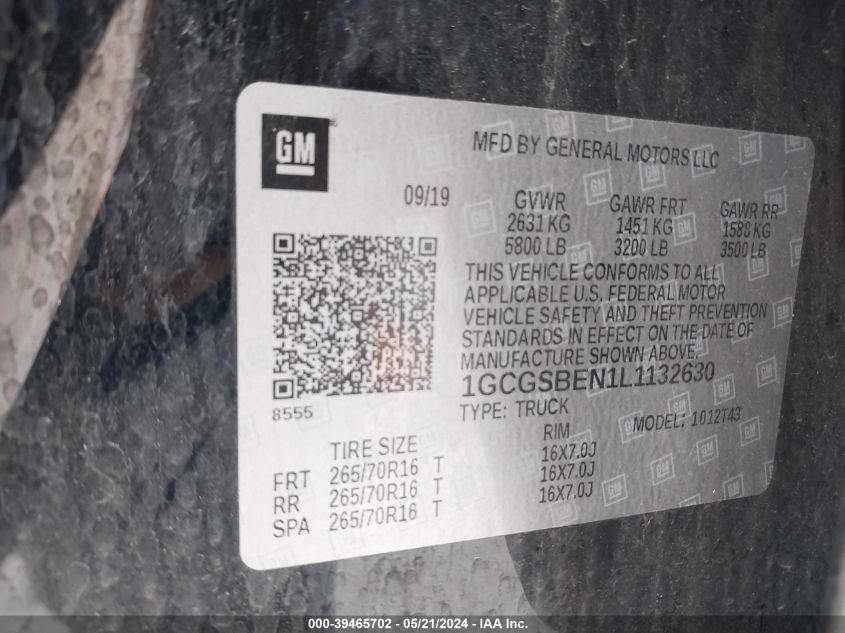 GM
MFD BY GENERAL MOTORS LLC
09/19
GVWR GAWR FRT GAWR RR
2631 KG 1451 KG 1588 KG
5800 LB 3200 LB 3500 LB
THIS VEHICLE CONFORMS TO ALL
APPLICABLE U.S. FEDERAL MOTOR
VEHICLE SAFETY AND THEFT PREVENTION
STANDARDS IN EFFECT ON THE DATE OF
MANUFACTURE SHOWN ABOVE.
1GCGSBEN1L1132630
8555
TYPE: TRUCK MODEL: 1012T43
TIRE SIZE RIM
FRT 265/70R16 T 16X7.0J
RR 265/70R16 T 16X7.0J
SPA 265/70R16 T 16X7.0J
000-39465702 - 05/21/2024 - IAA Inc.